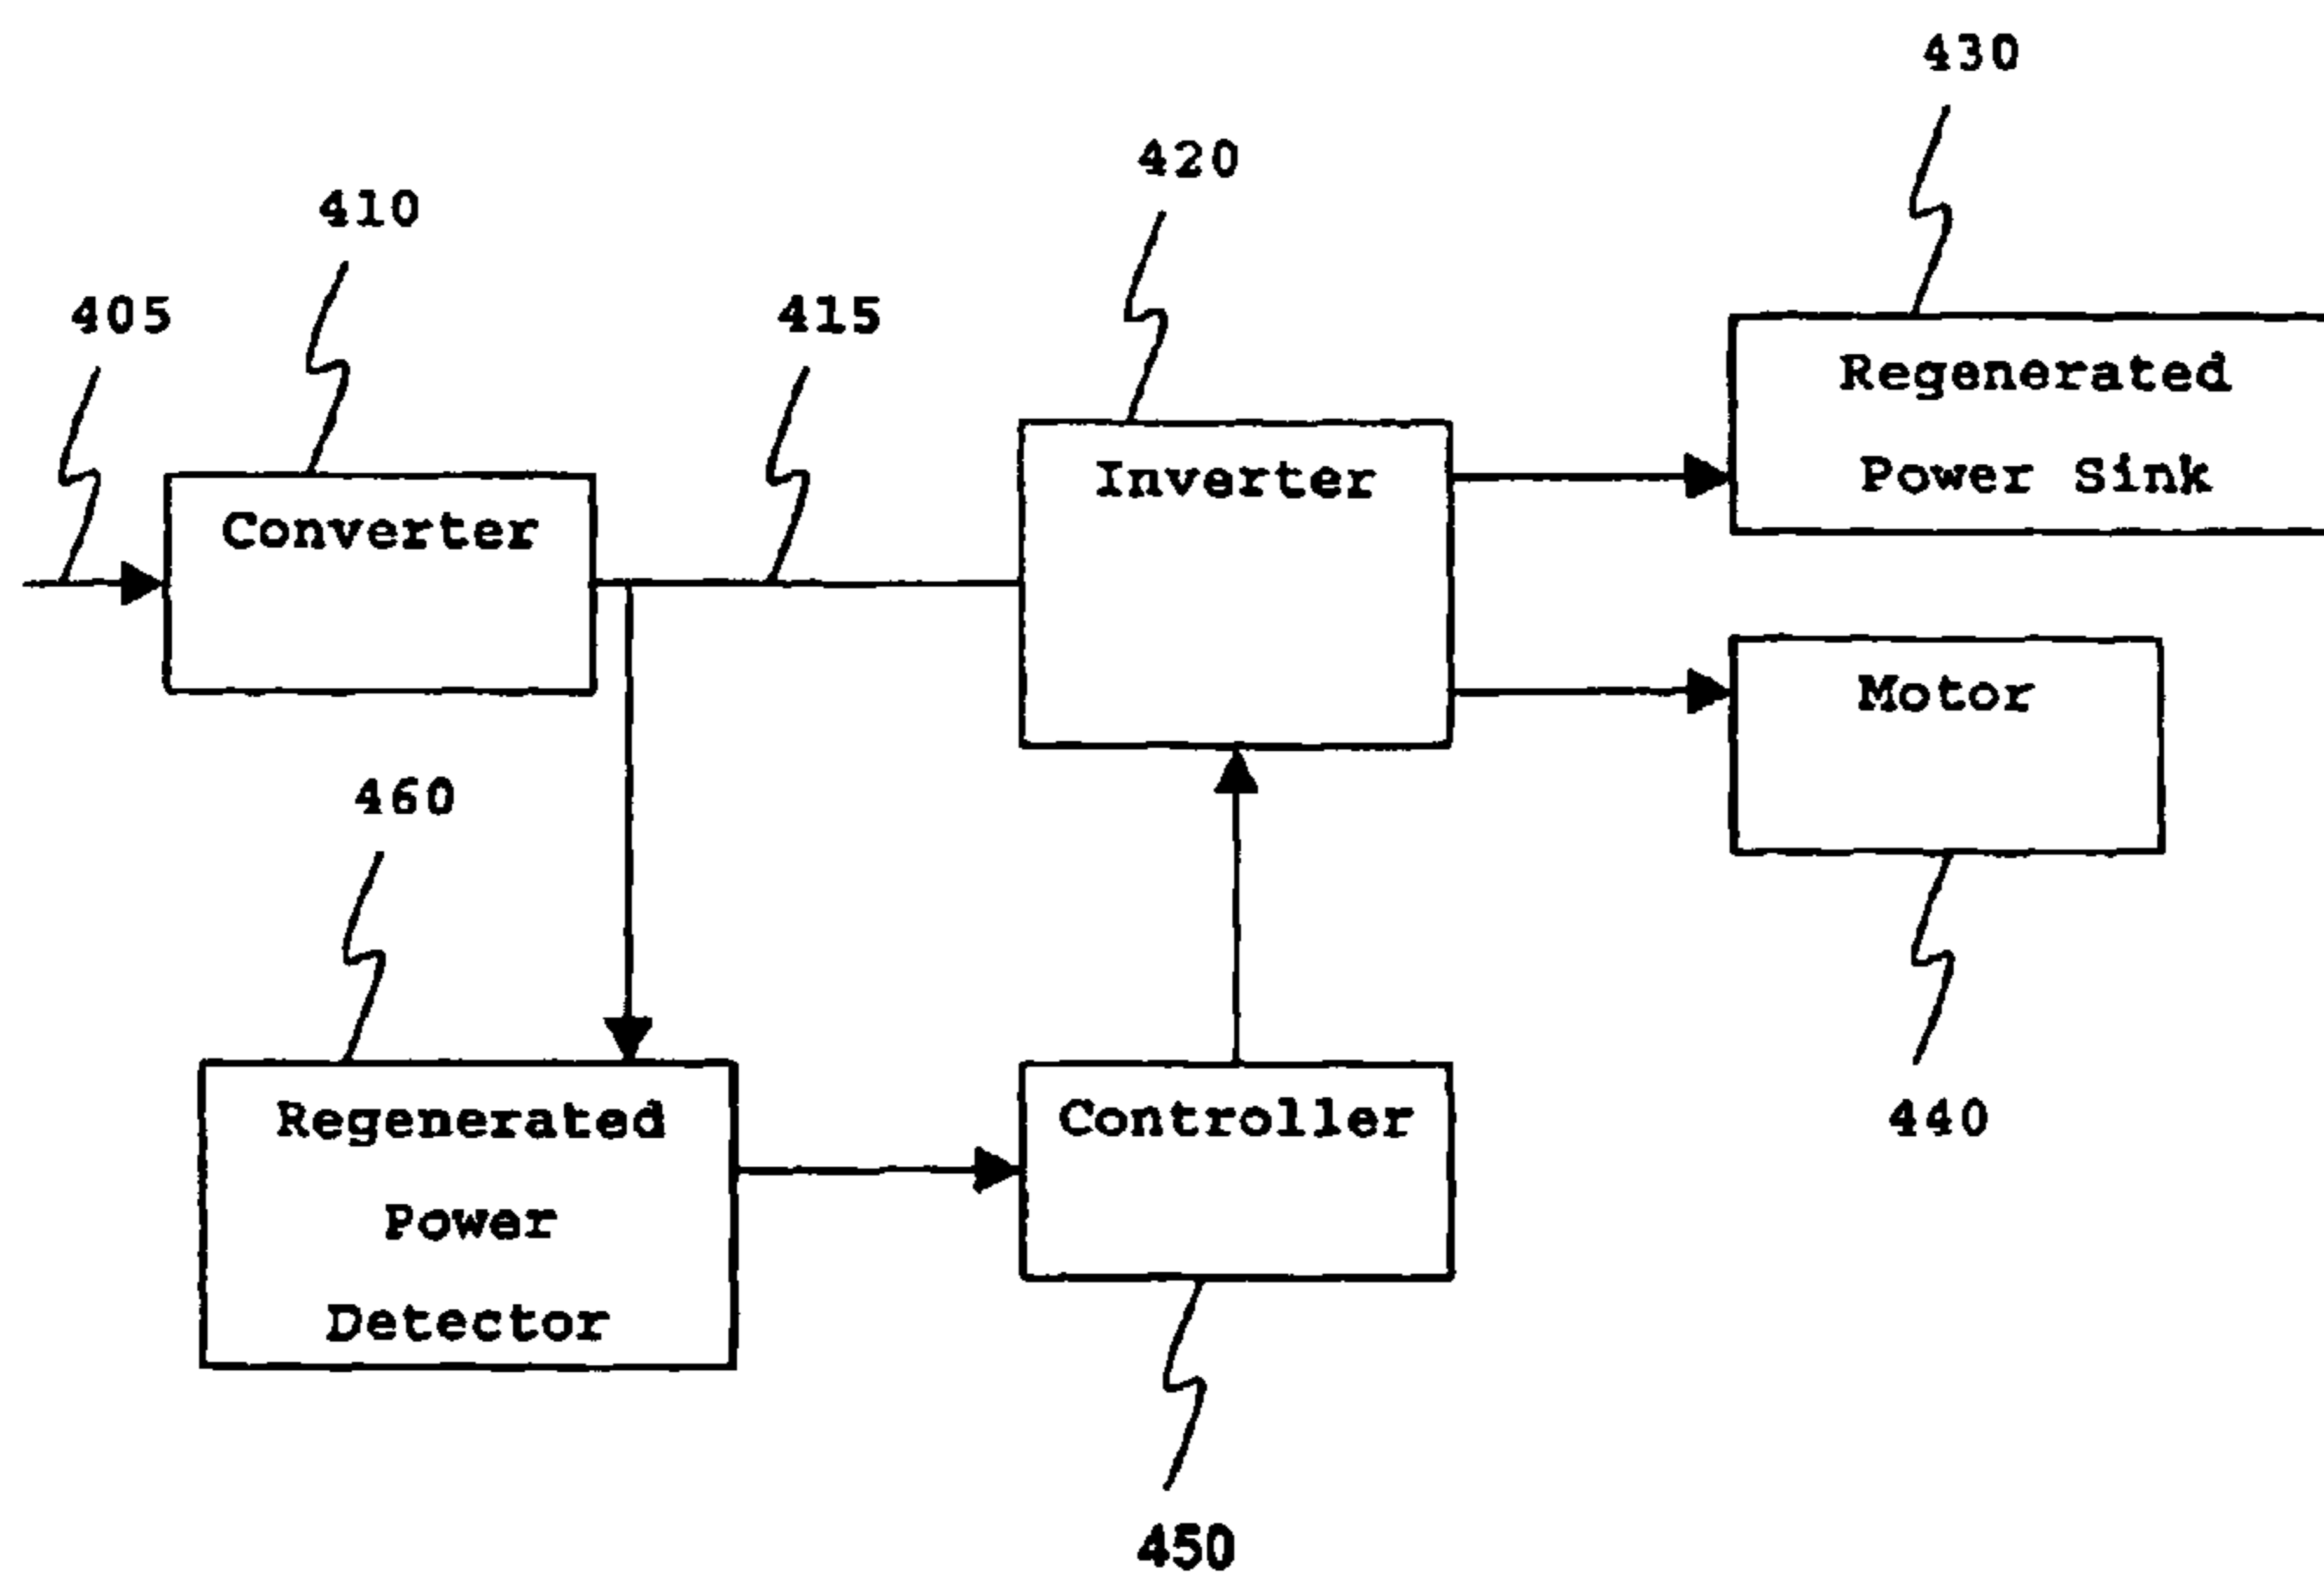 430
420
410
405
415
Regenerated
Power Sink
Inverter
Converter
Motor
460
Regenerated
Power
Detector
Controller
440
450